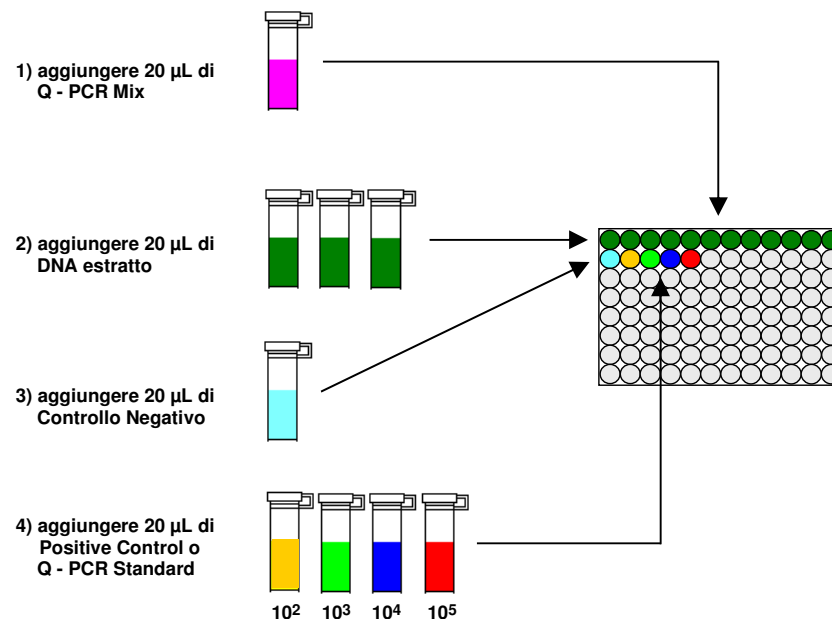 1) aggiungere 20 µL di
Q - PCR Mix
2) aggiungere 20 µL di
DNA estratto
3) aggiungere 20 µL di
Controllo Negativo
4) aggiungere 20 µL di
Positive Control o
Q - PCR Standard
10² 10³ 10⁴ 10⁵